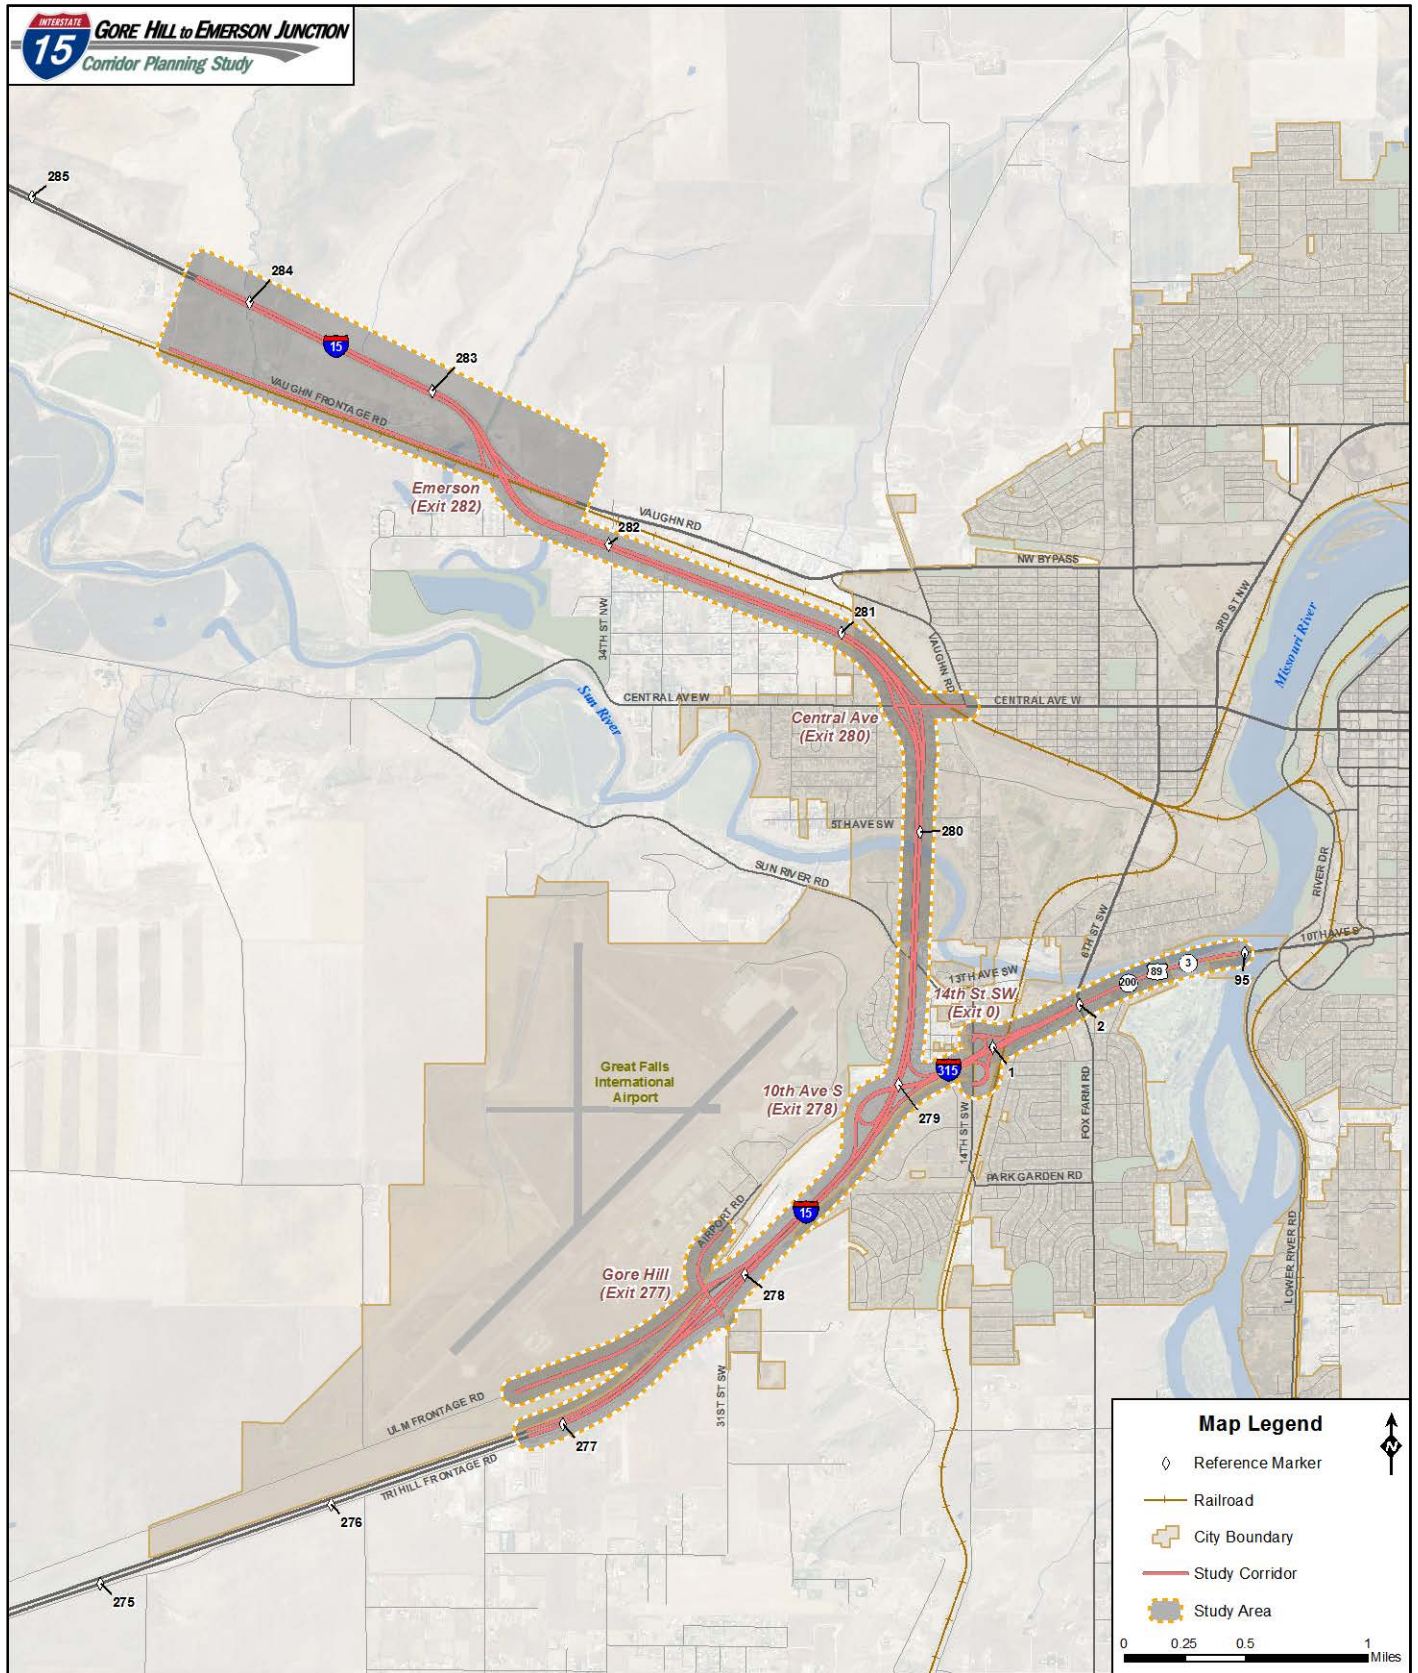 INTERSTATE
15
GORE HILL to EMERSON JUNCTION
Corridor Planning Study
285
284
15
283
VAUGHN FRONTAGE RD
Emerson
(Exit 282)
282
VAUGHN RD
NW BYPASS
3RD ST NW
Missouri River
281
34TH ST NW
VAUGHN RD
CENTRAL AVE W
CENTRAL AVE W
Sun River
Central Ave
(Exit 280)
5TH AVE SW
280
SUN RIVER RD
RIVER DR
6TH ST SW
10TH AVE S
13TH AVE SW
200
89
3
95
14th St SW
(Exit 0)
2
1
315
Great Falls
International
Airport
10th Ave S
(Exit 278)
279
14TH ST SW
FOX FARM RD
PARK GARDEN RD
15
AIRPORT RD
LOWER RIVER RD
Gore Hill
(Exit 277)
278
31ST ST SW
ULM FRONTAGE RD
277
TRI HILL FRONTAGE RD
276
275
Map Legend
N
Reference Marker
Railroad
City Boundary
Study Corridor
Study Area
0 0.25 0.5 1
Miles